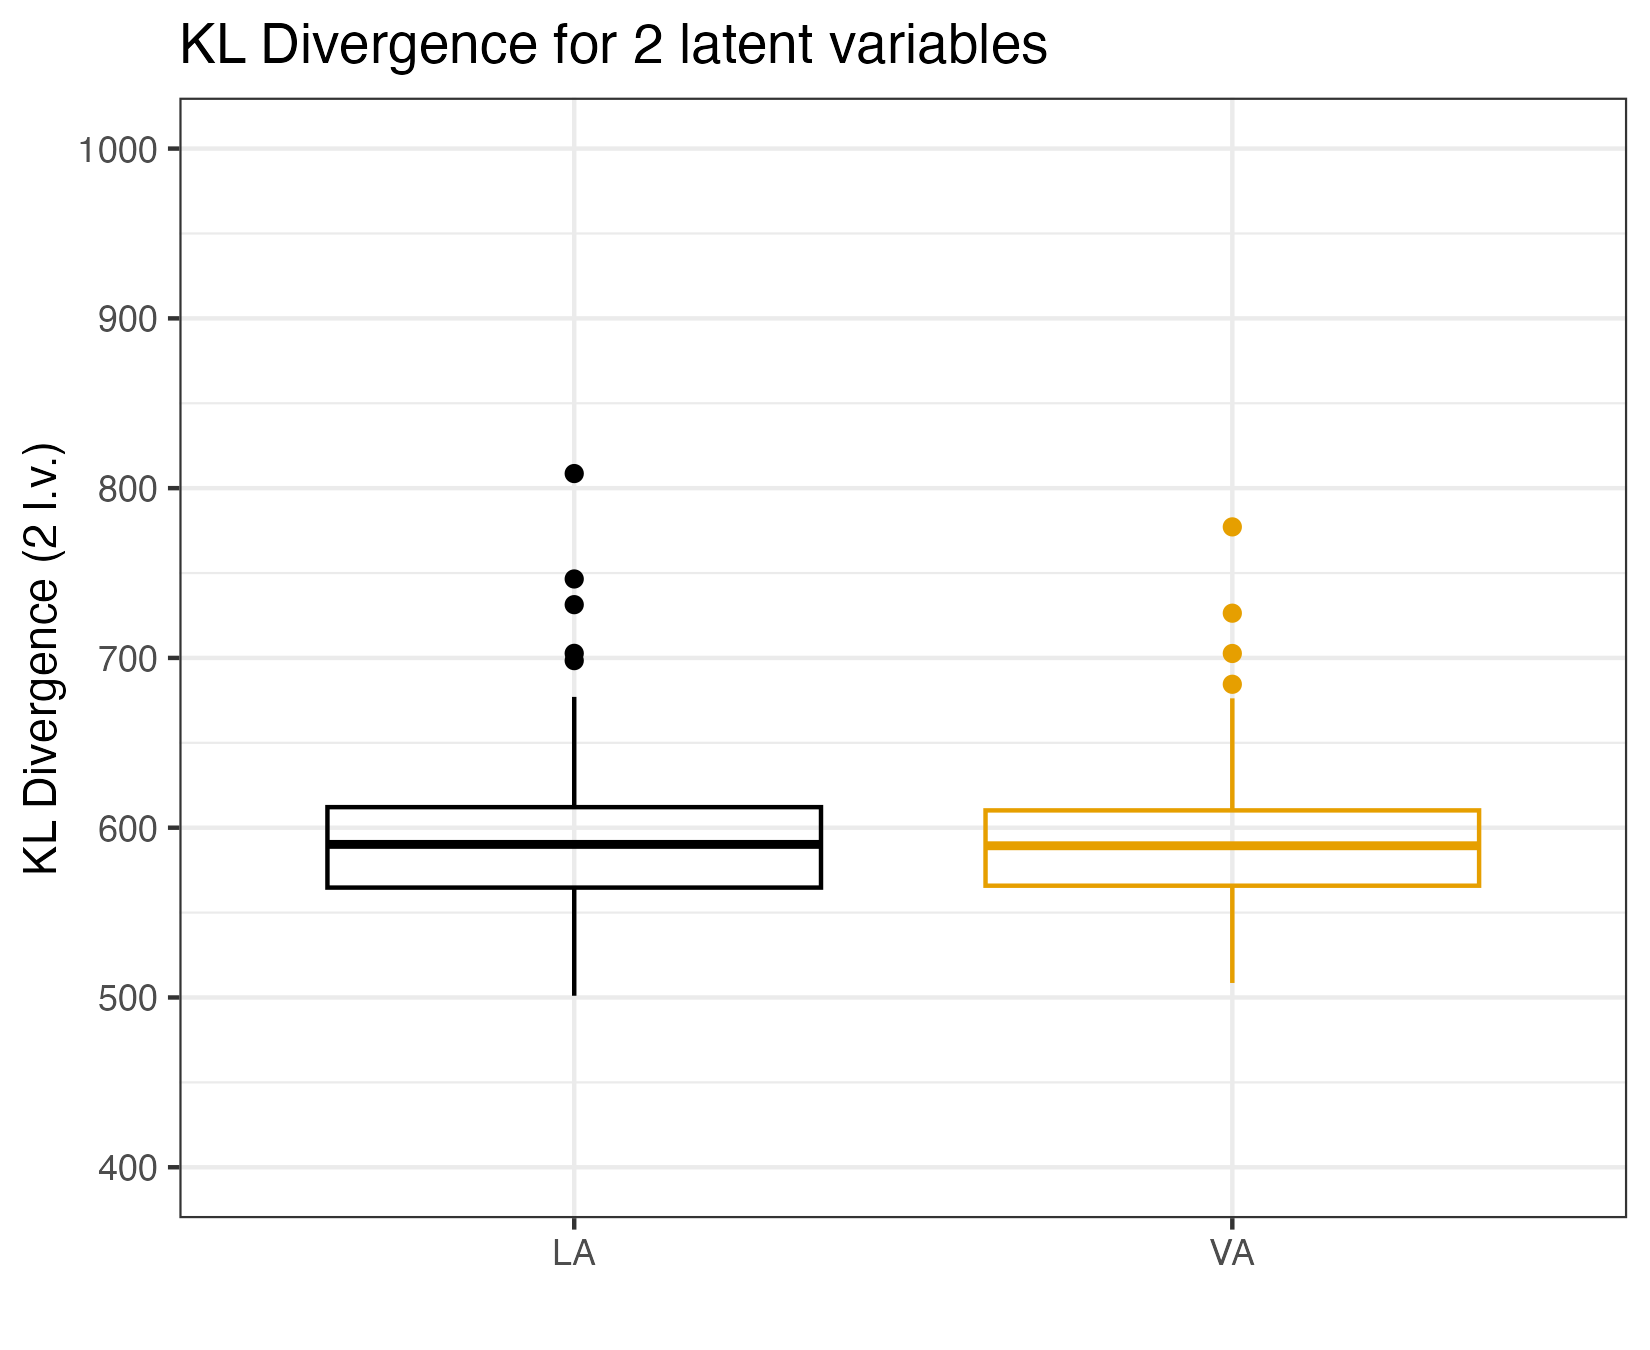 KL Divergence for 2 latent variables
KL Divergence (2 l.v.)
1000
900
800
700
600
500
400
LA
VA